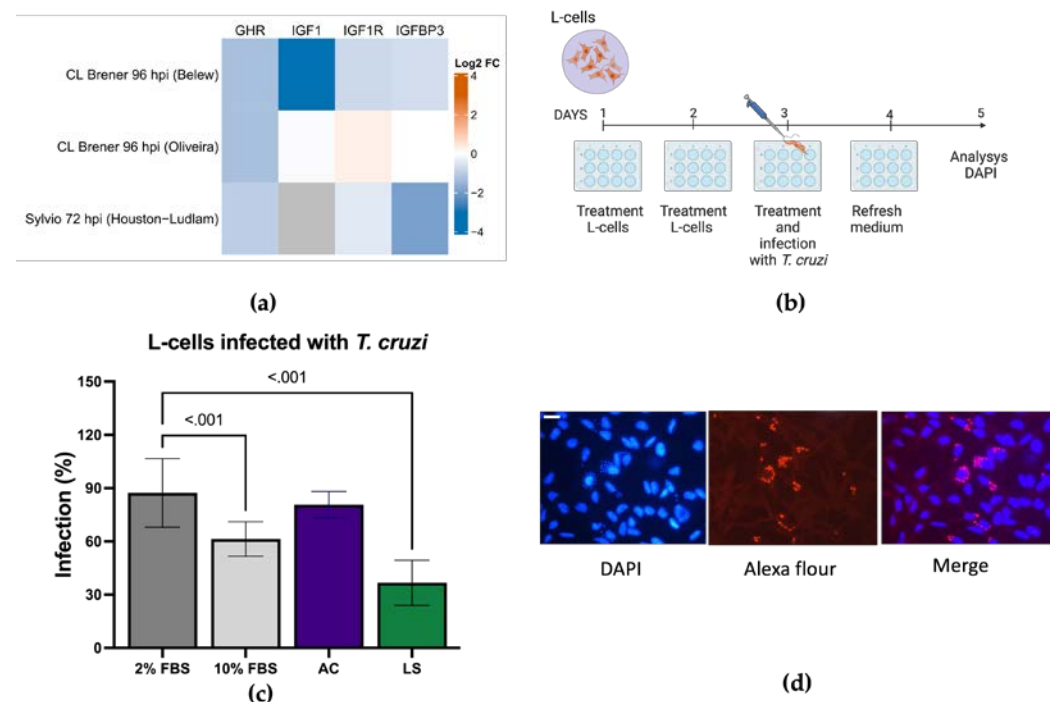 GHR IGF1 IGF1R IGFBP3
Log2 FC
4
2
0
−2
−4
CL Brener 96 hpi (Belew)
CL Brener 96 hpi (Oliveira)
Sylvio 72 hpi (Houston−Ludlam)
(a)
L-cells
DAYS 1 2 3 4 5
Treatment
L-cells
Treatment
L-cells
Treatment
and
infection
with T. cruzi
Refresh
medium
Analysys
DAPI
(b)
L-cells infected with T. cruzi
Infection (%)
150
120
90
60
30
0
<.001
<.001
2% FBS 10% FBS AC LS
(c)
DAPI Alexa flour Merge
(d)